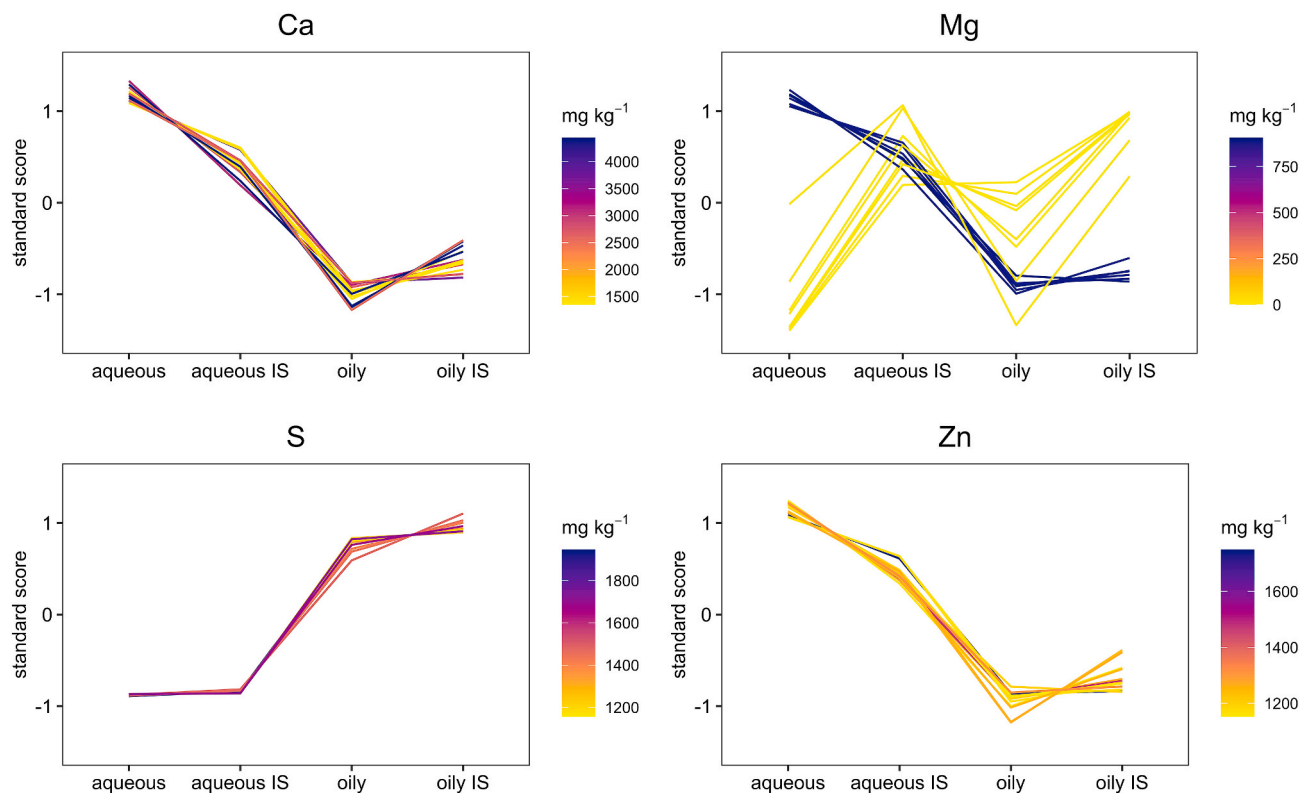 Ca
standard score
1
0
-1
aqueous aqueous IS oily oily IS
mg kg⁻¹
4000
3500
3000
2500
2000
1500
Mg
standard score
1
0
-1
aqueous aqueous IS oily oily IS
mg kg⁻¹
750
500
250
0
S
standard score
1
0
-1
aqueous aqueous IS oily oily IS
mg kg⁻¹
1800
1600
1400
1200
Zn
standard score
1
0
-1
aqueous aqueous IS oily oily IS
mg kg⁻¹
1600
1400
1200